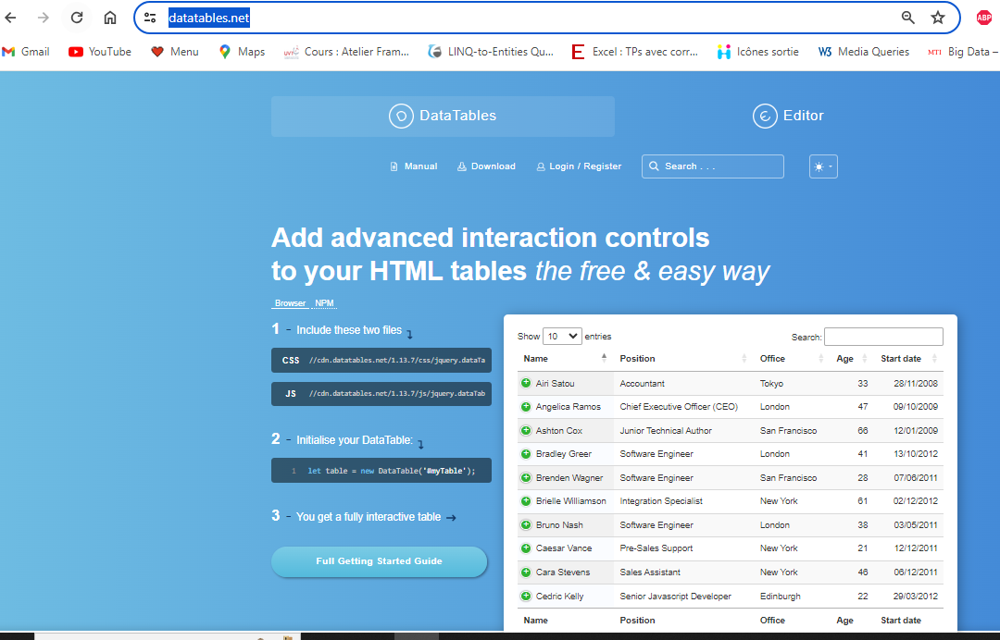 datatables.net
ABP
Gmail YouTube Menu Maps Cours : Atelier Fram... LINQ-to-Entities Qu... E Excel : TPs avec corr... Icônes sortie W3 Media Queries MTI Big Data –
DataTables Editor
Manual Download Login / Register Search . . .
Add advanced interaction controls
to your HTML tables the free & easy way
Browser NPM
1 - Include these two files
CSS //cdn.datatables.net/1.13.7/css/jquery.dataTa
JS //cdn.datatables.net/1.13.7/js/jquery.dataTab
2 - Initialise your DataTable:
1 let table = new DataTable('#myTable');
3 - You get a fully interactive table →
Full Getting Started Guide
Show 10 entries Search:
Name Position Office Age Start date
Airi Satou Accountant Tokyo 33 28/11/2008
Angelica Ramos Chief Executive Officer (CEO) London 47 09/10/2009
Ashton Cox Junior Technical Author San Francisco 66 12/01/2009
Bradley Greer Software Engineer London 41 13/10/2012
Brenden Wagner Software Engineer San Francisco 28 07/06/2011
Brielle Williamson Integration Specialist New York 61 02/12/2012
Bruno Nash Software Engineer London 38 03/05/2011
Caesar Vance Pre-Sales Support New York 21 12/12/2011
Cara Stevens Sales Assistant New York 46 06/12/2011
Cedric Kelly Senior Javascript Developer Edinburgh 22 29/03/2012
Name Position Office Age Start date